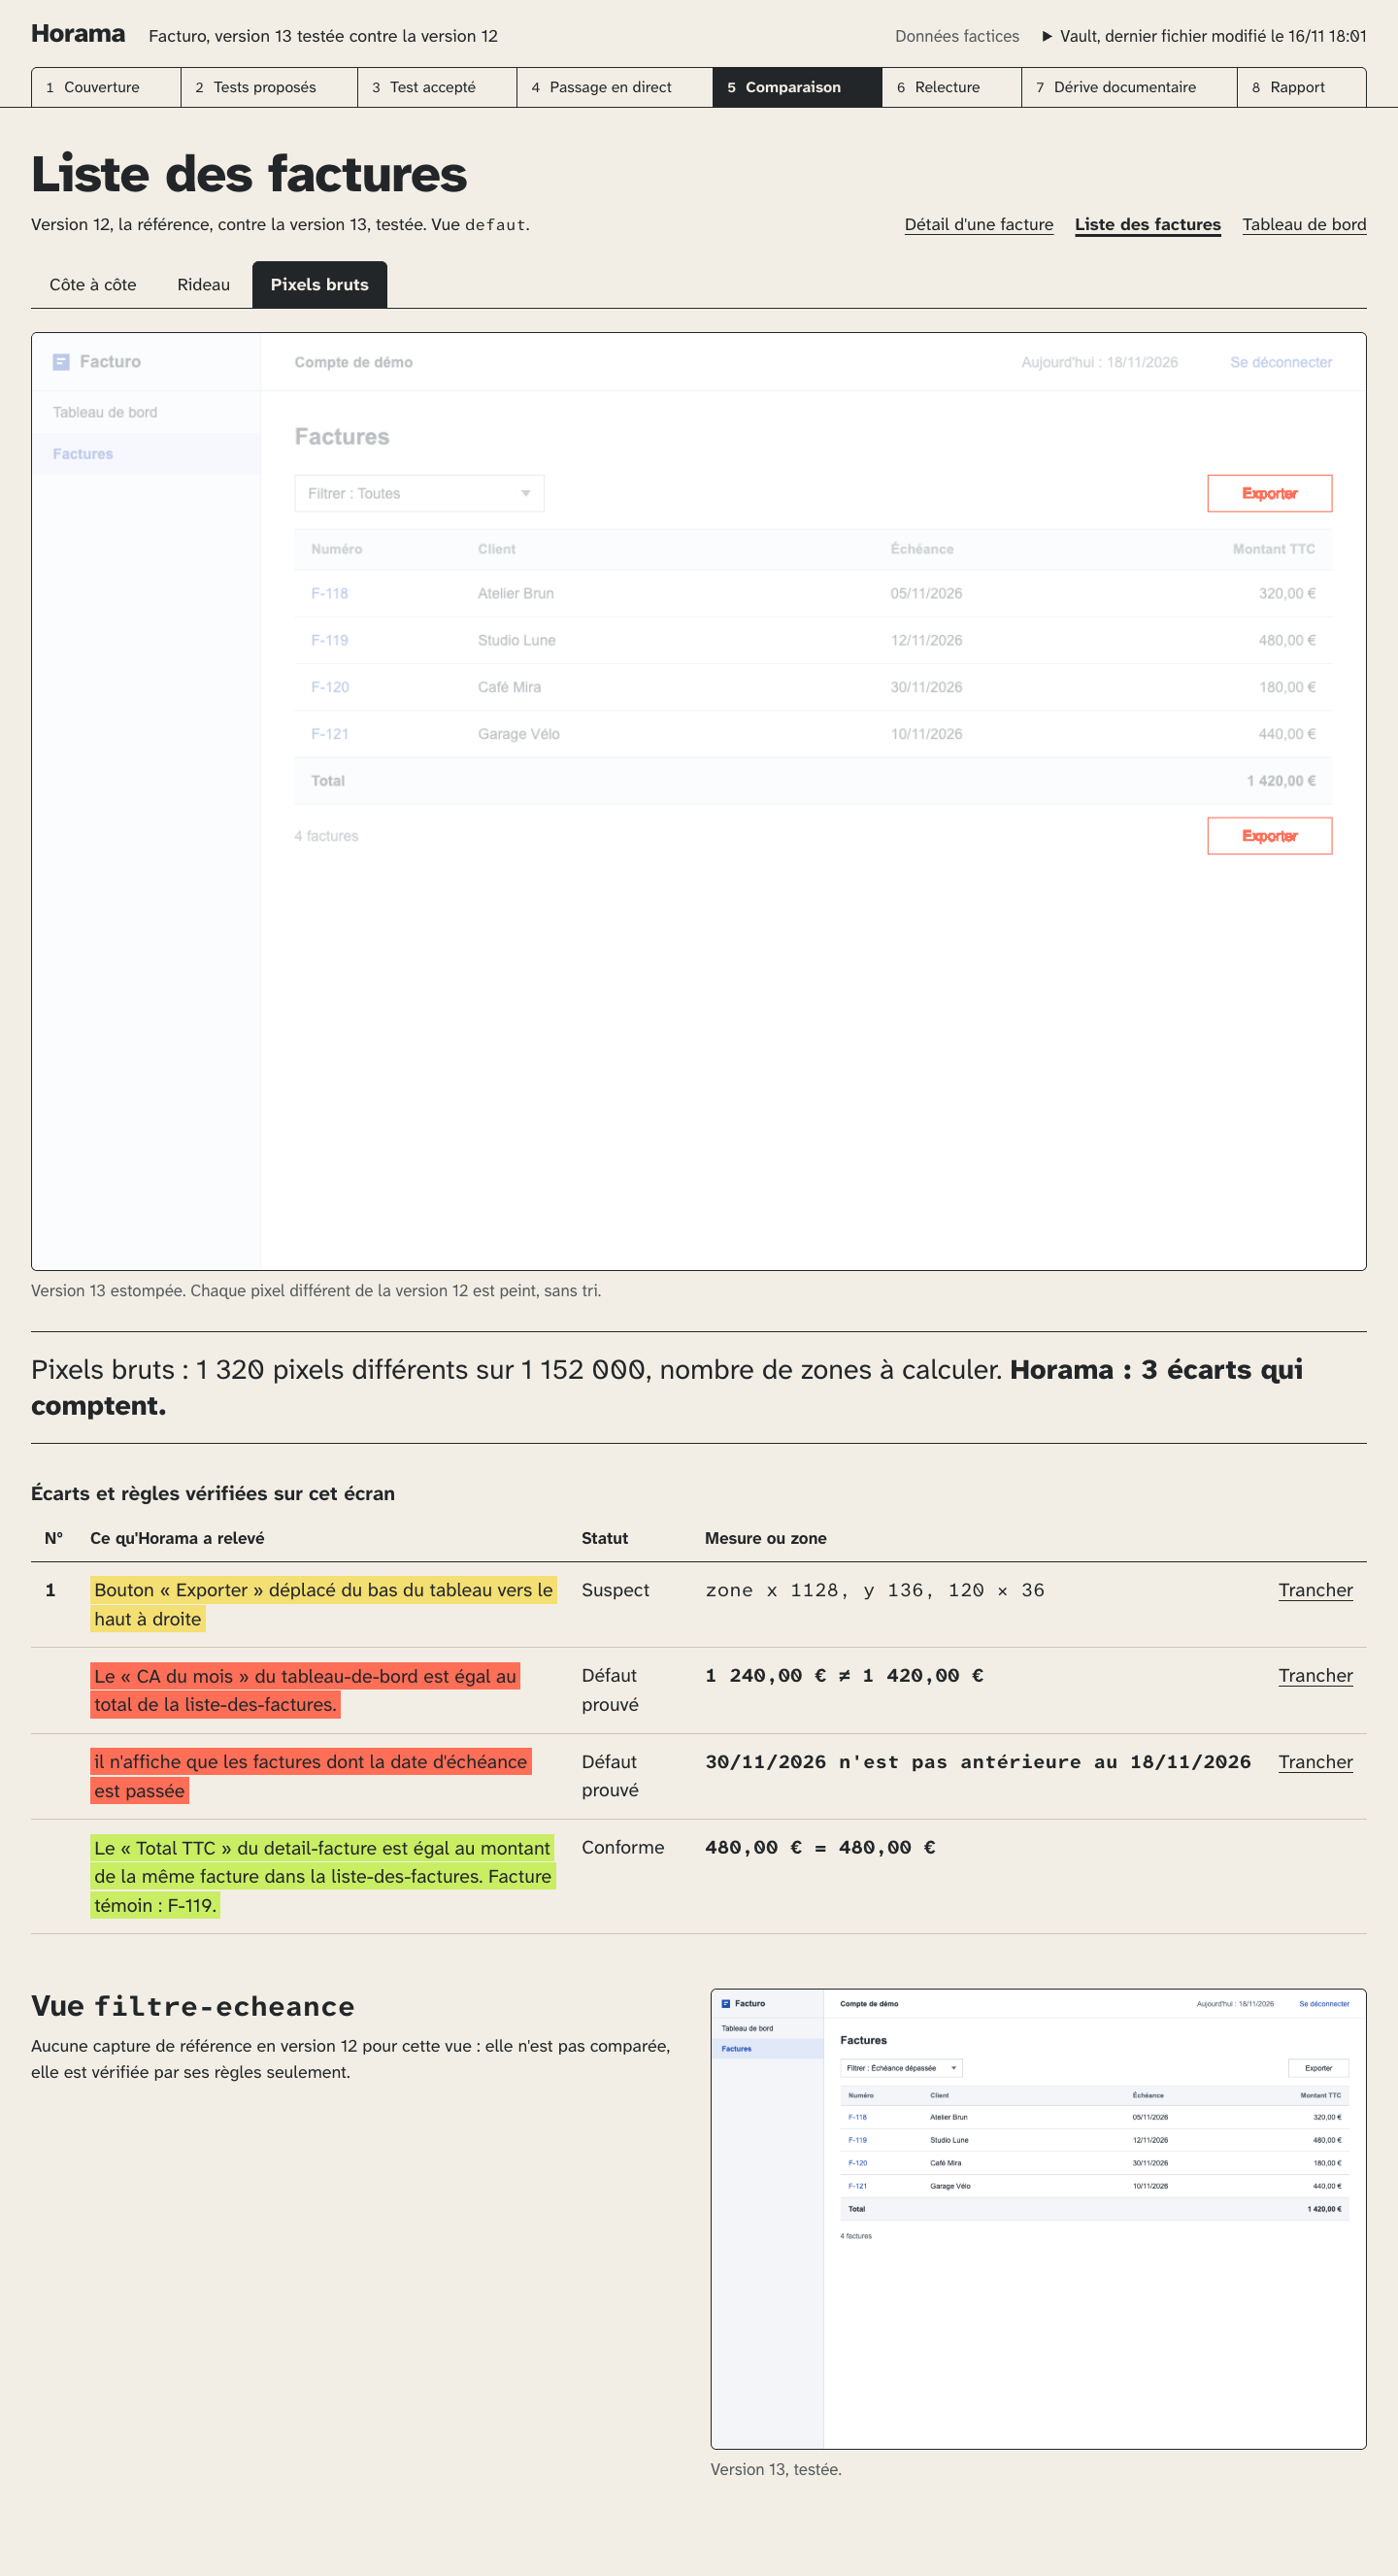 Horama Facturo, version 13 testée contre la version 12 Données factices ▶ Vault, dernier fichier modifié le 16/11 18:01
1 Couverture 2 Tests proposés 3 Test accepté 4 Passage en direct 5 Comparaison 6 Relecture 7 Dérive documentaire 8 Rapport
Liste des factures
Version 12, la référence, contre la version 13, testée. Vue defaut. Détail d'une facture Liste des factures Tableau de bord
Côte à côte Rideau Pixels bruts
Facturo Compte de démo Aujourd'hui : 18/11/2026 Se déconnecter
Tableau de bord
Factures
Factures
Filtrer : Toutes Exporter
Numéro Client Échéance Montant TTC
F-118 Atelier Brun 05/11/2026 320,00 €
F-119 Studio Lune 12/11/2026 480,00 €
F-120 Café Mira 30/11/2026 180,00 €
F-121 Garage Vélo 10/11/2026 440,00 €
Total 1 420,00 €
4 factures Exporter
Version 13 estompée. Chaque pixel différent de la version 12 est peint, sans tri.
Pixels bruts : 1 320 pixels différents sur 1 152 000, nombre de zones à calculer. Horama : 3 écarts qui
comptent.
Écarts et règles vérifiées sur cet écran
N° Ce qu'Horama a relevé Statut Mesure ou zone
1 Bouton « Exporter » déplacé du bas du tableau vers le Suspect zone x 1128, y 136, 120 × 36 Trancher
haut à droite
Le « CA du mois » du tableau-de-bord est égal au Défaut 1 240,00 € ≠ 1 420,00 € Trancher
total de la liste-des-factures. prouvé
il n'affiche que les factures dont la date d'échéance Défaut 30/11/2026 n'est pas antérieure au 18/11/2026 Trancher
est passée prouvé
Le « Total TTC » du detail-facture est égal au montant Conforme 480,00 € = 480,00 €
de la même facture dans la liste-des-factures. Facture
témoin : F-119.
Vue filtre-echeance
Aucune capture de référence en version 12 pour cette vue : elle n'est pas comparée,
elle est vérifiée par ses règles seulement.
Facturo Compte de démo Aujourd'hui : 18/11/2026 Se déconnecter
Tableau de bord
Factures
Factures
Filtrer : Échéance dépassée Exporter
Numéro Client Échéance Montant TTC
F-118 Atelier Brun 05/11/2026 320,00 €
F-119 Studio Lune 12/11/2026 480,00 €
F-120 Café Mira 30/11/2026 180,00 €
F-121 Garage Vélo 10/11/2026 440,00 €
Total 1 420,00 €
4 factures
Version 13, testée.